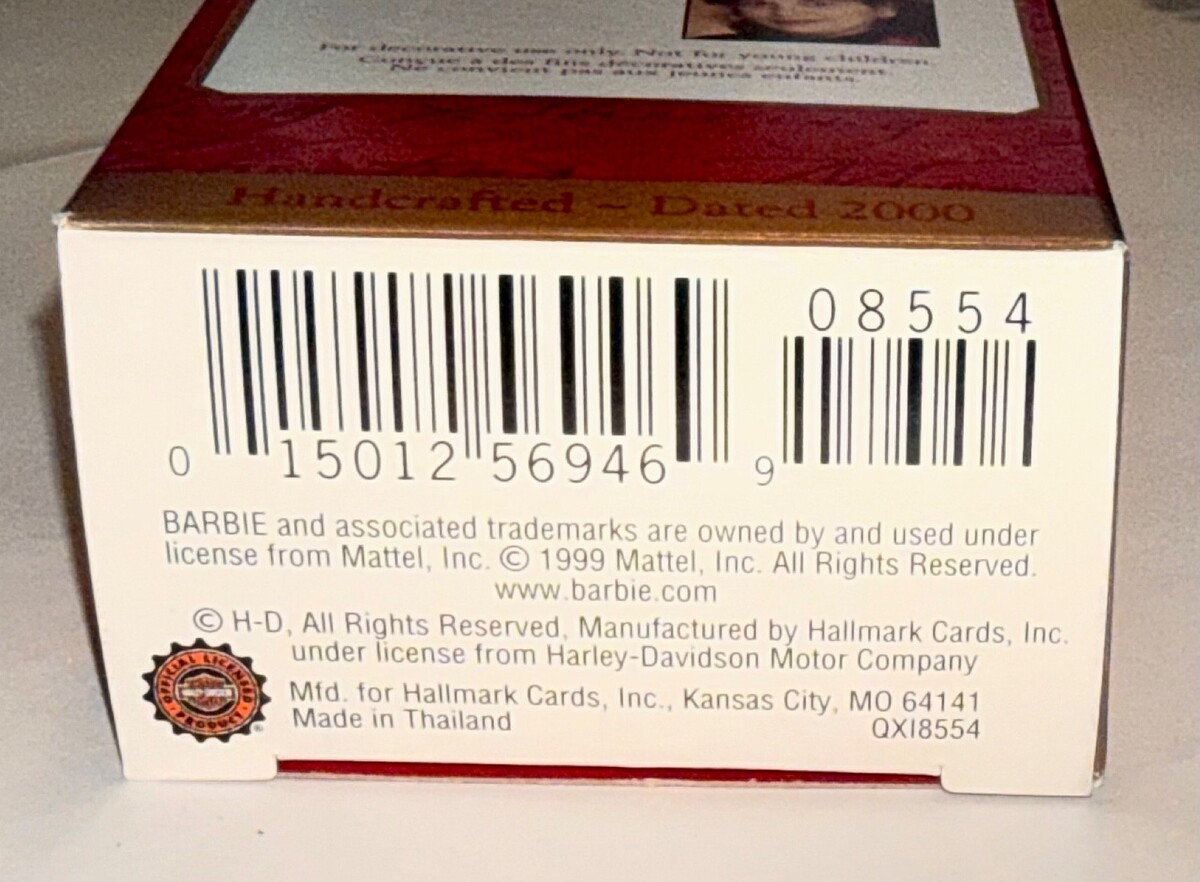 For decorative use only. Not for young children
Conçue à des fins décoratives seulement.
Ne convient pas aux jeunes enfants.
Handcrafted ~ Dated 2000
08554
0 15012 56946 9
BARBIE and associated trademarks are owned by and used under
license from Mattel, Inc. © 1999 Mattel, Inc. All Rights Reserved.
www.barbie.com
© H-D, All Rights Reserved, Manufactured by Hallmark Cards, Inc.
under license from Harley-Davidson Motor Company
OFFICIAL LICENSED
PRODUCT
®
Mfd. for Hallmark Cards, Inc., Kansas City, MO 64141
Made in Thailand
QXI8554